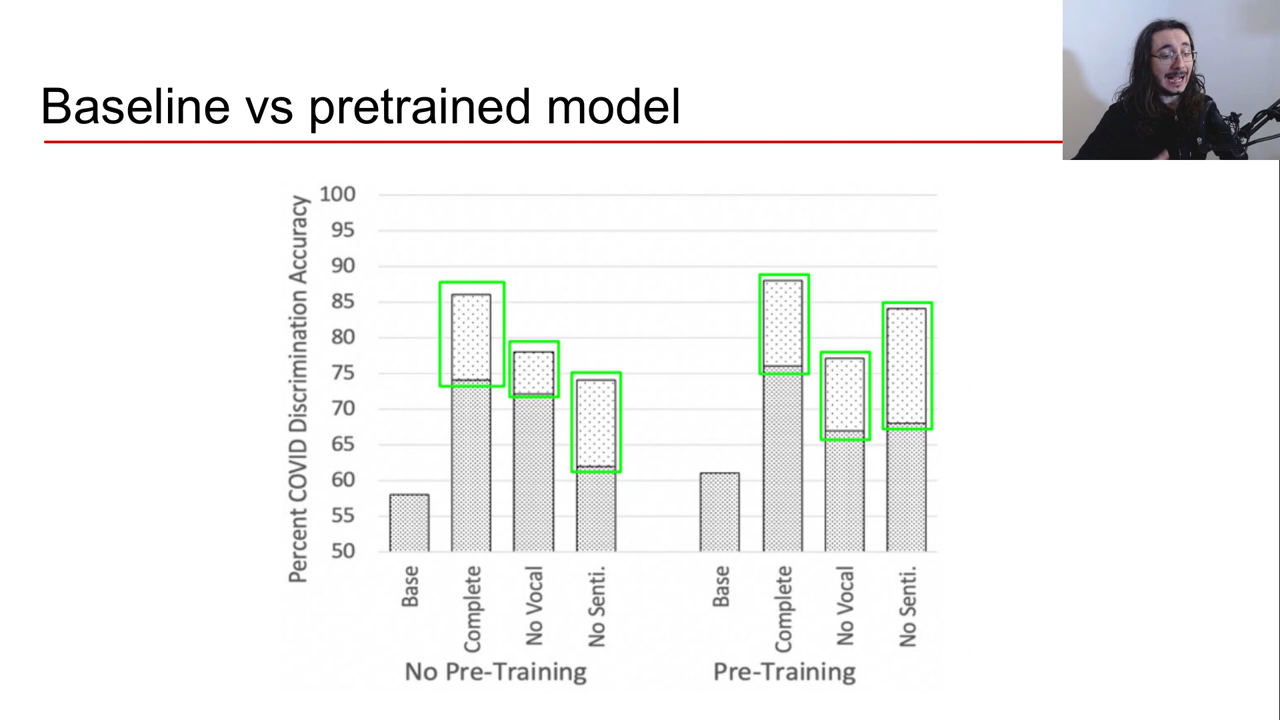 Baseline vs pretrained model
Percent COVID Discrimination Accuracy
100
95
90
85
80
75
70
65
60
55
50
Base
Complete
No Vocal
No Senti.
Base
Complete
No Vocal
No Senti.
No Pre-Training
Pre-Training